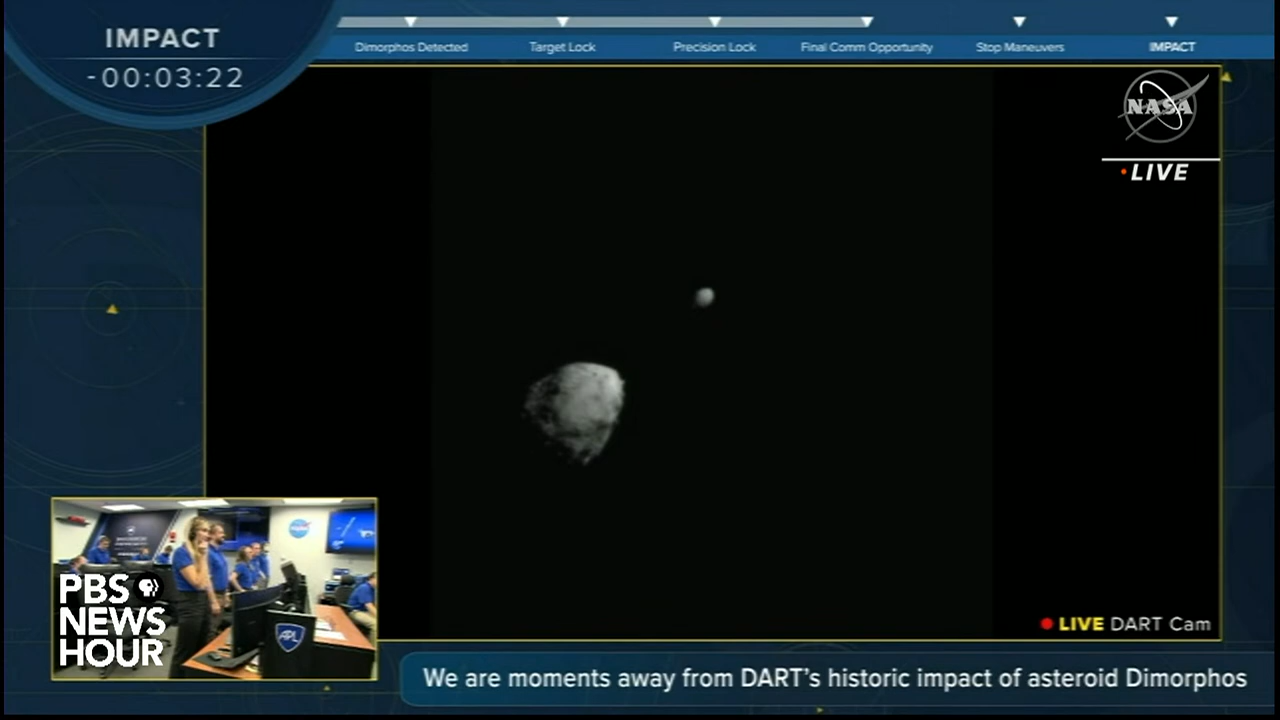 IMPACT
-00:03:22
Dimorphos Detected
Target Lock
Precision Lock
Final Comm Opportunity
Stop Maneuvers
IMPACT
NASA
LIVE
PBS
NEWS
HOUR
APL
LIVE DART Cam
We are moments away from DART's historic impact of asteroid Dimorphos